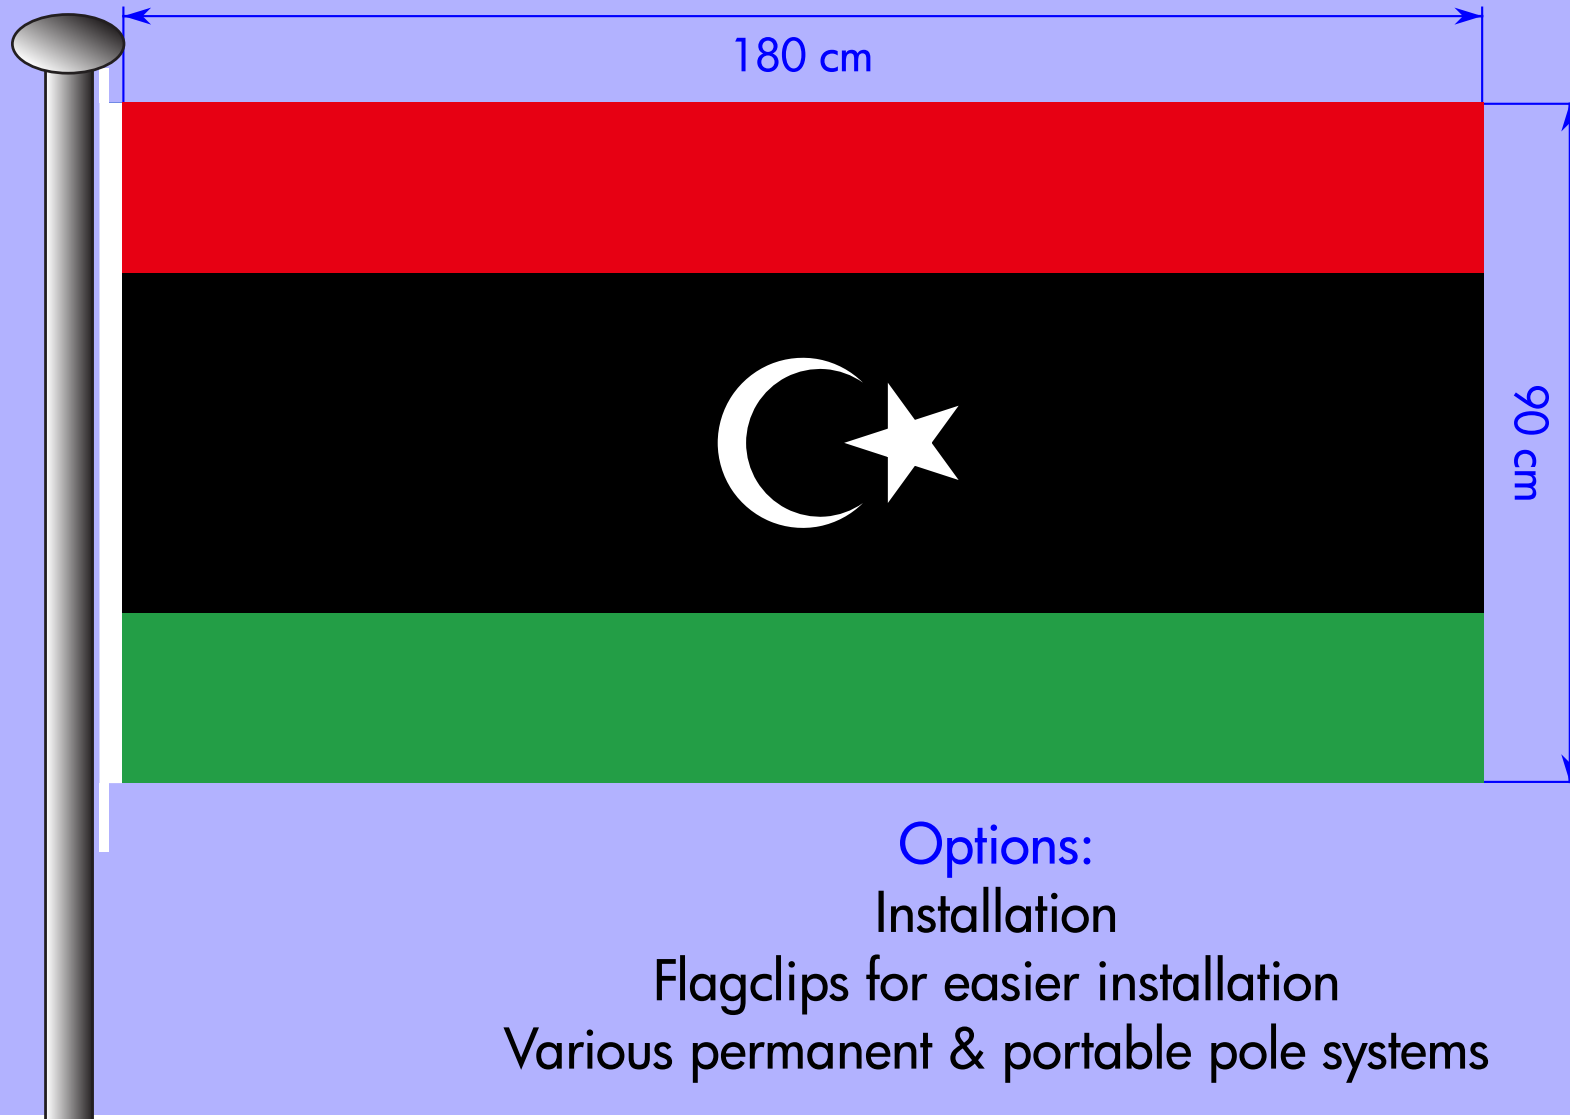 180 cm
90 cm
Options:
Installation
Flagclips for easier installation
Various permanent & portable pole systems